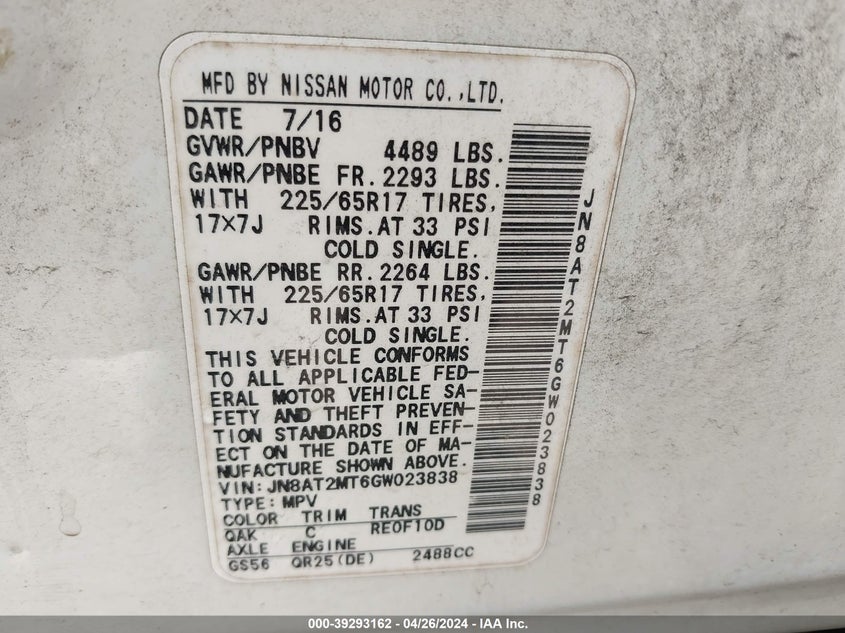 MFD BY NISSAN MOTOR CO.,LTD.
DATE 7/16
GVWR/PNBV 4489 LBS.
GAWR/PNBE FR. 2293 LBS.
WITH 225/65R17 TIRES,
17×7J RIMS. AT 33 PSI
COLD SINGLE.
GAWR/PNBE RR. 2264 LBS.
WITH 225/65R17 TIRES,
17×7J RIMS. AT 33 PSI
COLD SINGLE.
THIS VEHICLE CONFORMS
TO ALL APPLICABLE FED-
ERAL MOTOR VEHICLE SA-
FETY AND THEFT PREVEN-
TION STANDARDS IN EFF-
ECT ON THE DATE OF MA-
NUFACTURE SHOWN ABOVE.
VIN: JN8AT2MT6GW023838
TYPE: MPV
COLOR TRIM TRANS
QAK C RE0F10D
AXLE ENGINE
GS56 QR25(DE) 2488CC
JN8AT2MT6GW023838
000-39293162 - 04/26/2024 - © IAA Inc.